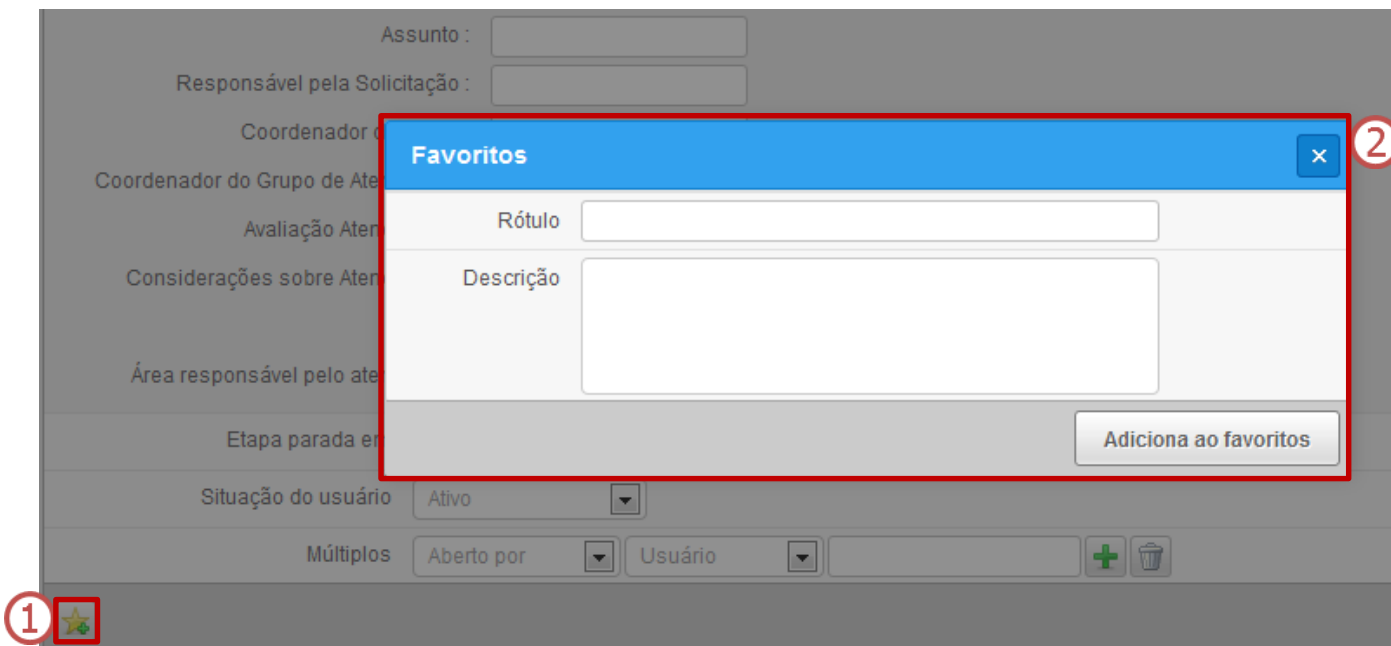 Assunto :
Responsável pela Solicitação :
Coordenador d
Favoritos ×
2
Coordenador do Grupo de Ate
Rótulo
Avaliação Aten
Considerações sobre Aten
Descrição
Área responsável pelo ate
Etapa parada em
Adiciona ao favoritos
Situação do usuário Ativo
Múltiplos Aberto por Usuário
1